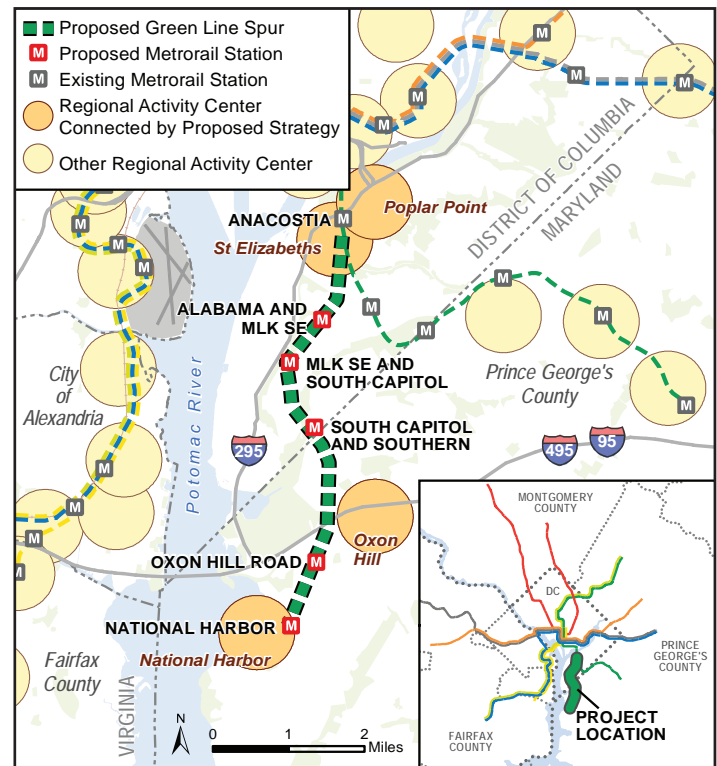 Proposed Green Line Spur
M Proposed Metrorail Station
M Existing Metrorail Station
Regional Activity Center
Connected by Proposed Strategy
Other Regional Activity Center
M
M
M
M
M
DISTRICT OF COLUMBIA
MARYLAND
Poplar Point
ANACOSTIA M
St Elizabeths
M
M
M
M
M
ALABAMA AND
MLK SE
M
M
M
M
M
MLK SE AND
SOUTH CAPITOL
City
of
Alexandria
Potomac River
Prince George's
County
M
SOUTH CAPITOL
AND SOUTHERN
M
295
495
95
M
M
M
M
Oxon
Hill
OXON HILL ROAD M
NATIONAL HARBOR M
National Harbor
Fairfax
County
VIRGINIA
N
0 1 2
Miles
MONTGOMERY
COUNTY
DC
PRINCE
GEORGE'S
COUNTY
FAIRFAX
COUNTY
PROJECT
LOCATION